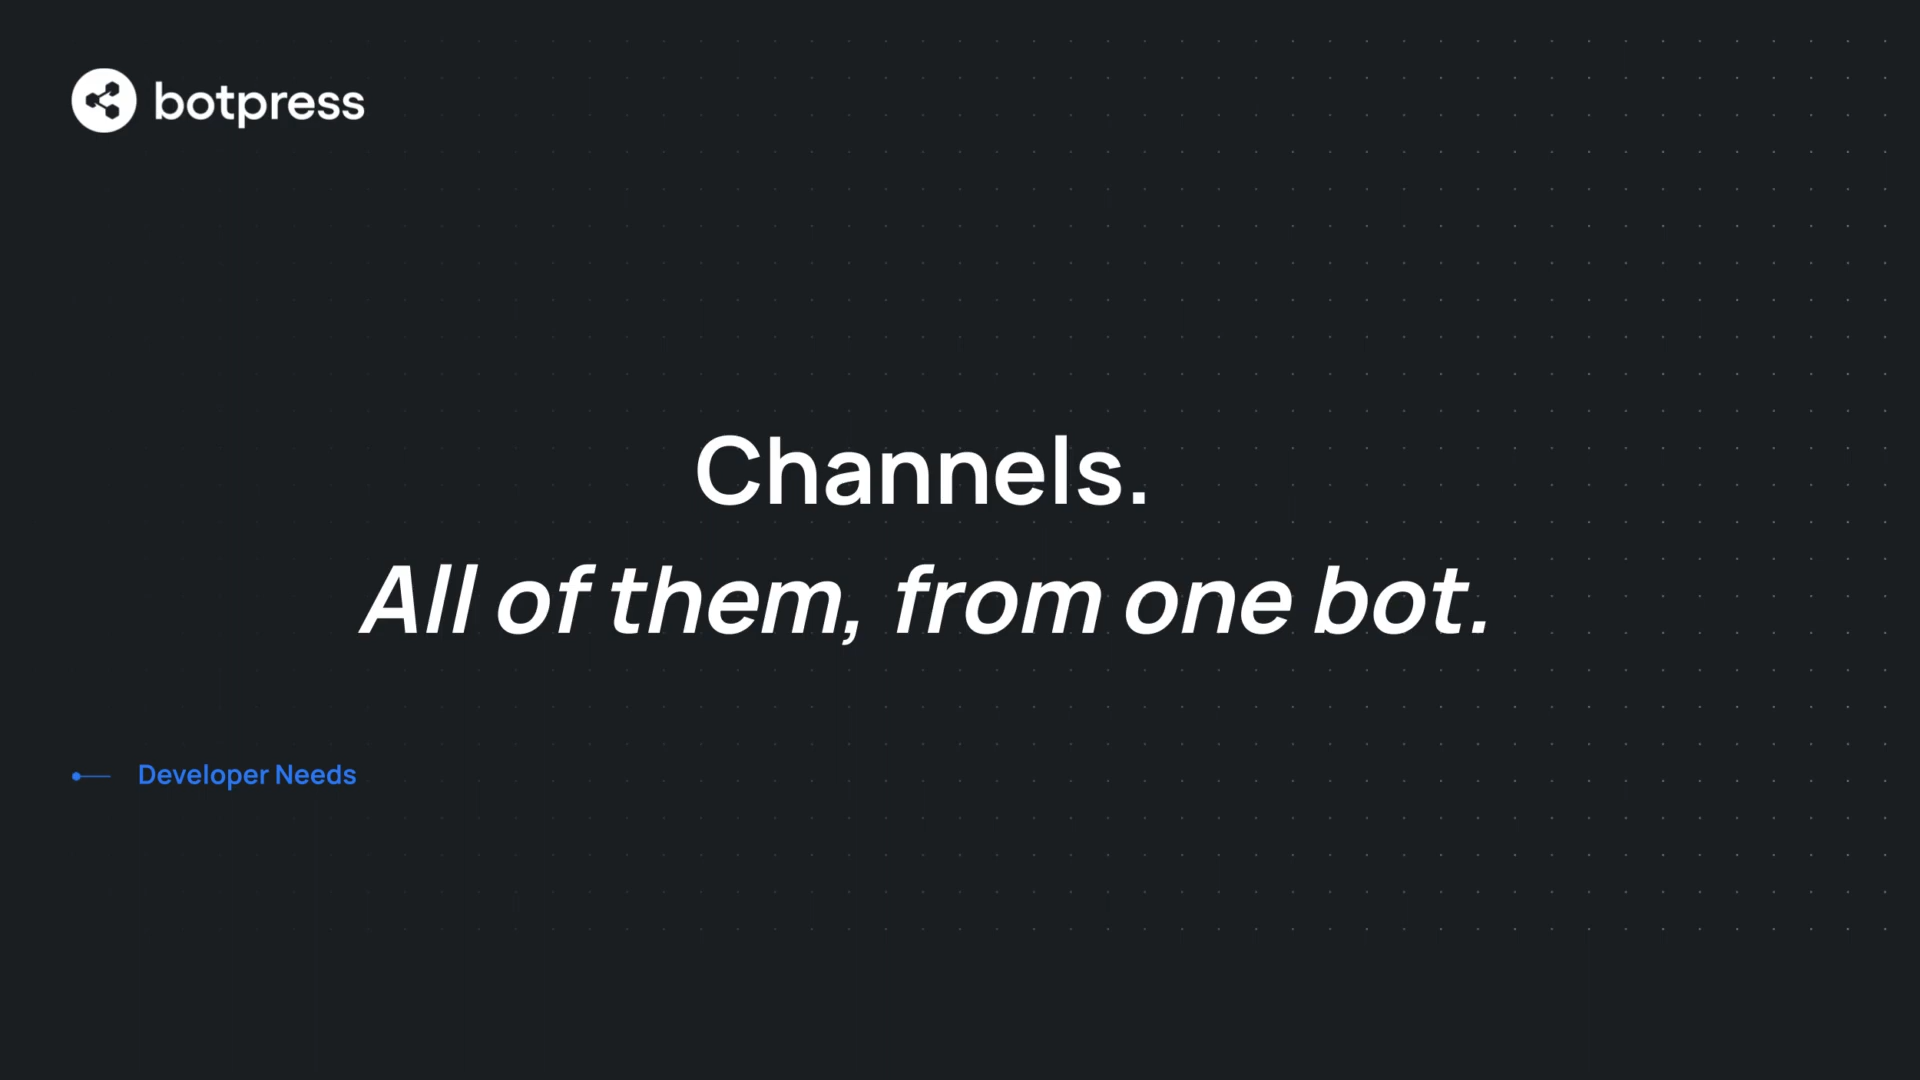 botpress
Channels.
All of them, from one bot.
Developer Needs